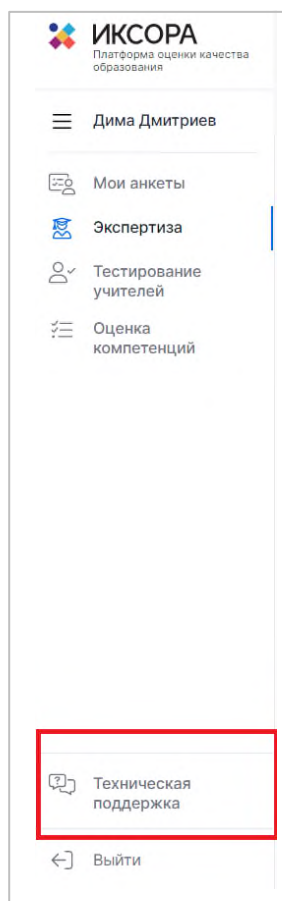 ИКСОРА
Платформа оценки качества
образования
Дима Дмитриев
Мои анкеты
Экспертиза
Тестирование
учителей
Оценка
компетенций
Техническая
поддержка
Выйти